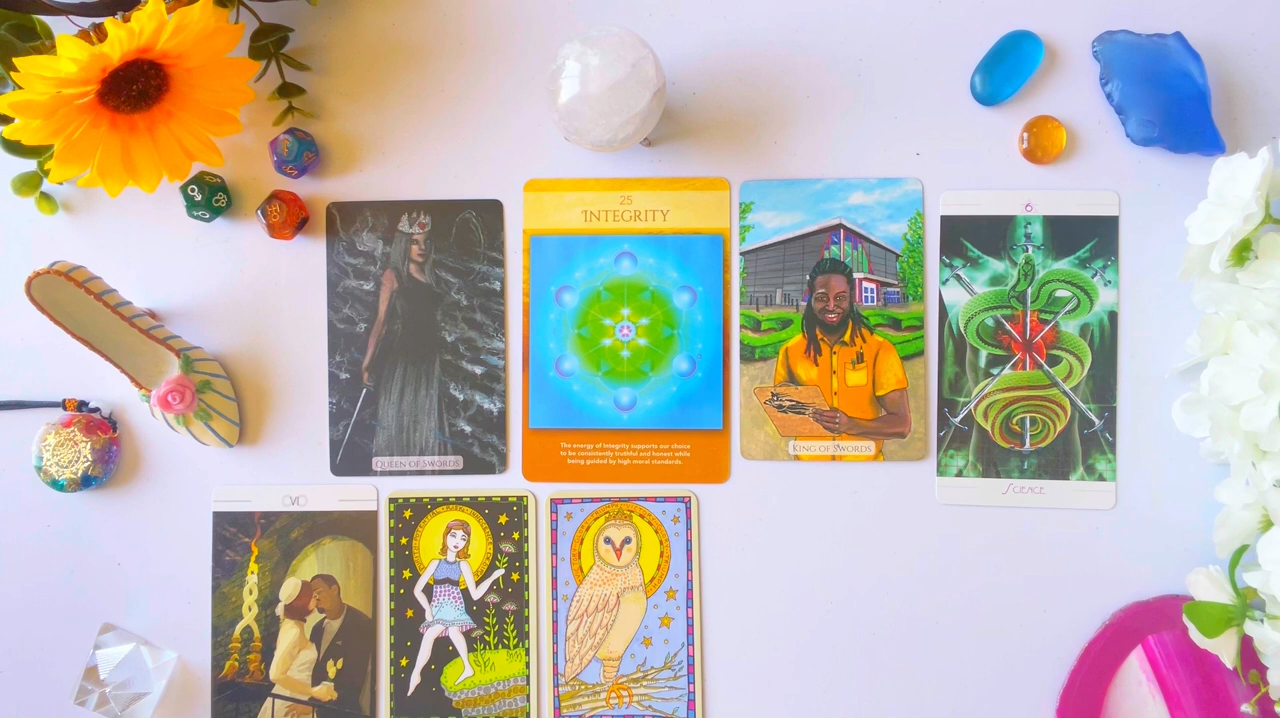 QUEEN OF SWORDS
25
INTEGRITY
The energy of Integrity supports our choice
to be consistently truthful and honest while
being guided by high moral standards.
KING OF SWORDS
6
SCIENCE
VI